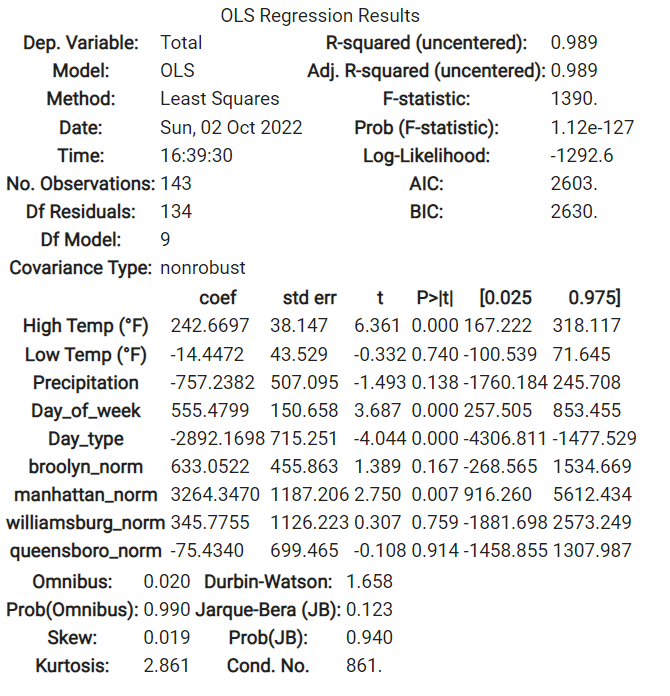 OLS Regression Results
Dep. Variable: Total R-squared (uncentered): 0.989
Model: OLS Adj. R-squared (uncentered): 0.989
Method: Least Squares F-statistic: 1390.
Date: Sun, 02 Oct 2022 Prob (F-statistic): 1.12e-127
Time: 16:39:30 Log-Likelihood: -1292.6
No. Observations: 143 AIC: 2603.
Df Residuals: 134 BIC: 2630.
Df Model: 9
Covariance Type: nonrobust
coef std err t P>|t| [0.025 0.975]
High Temp (°F) 242.6697 38.147 6.361 0.000 167.222 318.117
Low Temp (°F) -14.4472 43.529 -0.332 0.740 -100.539 71.645
Precipitation -757.2382 507.095 -1.493 0.138 -1760.184 245.708
Day_of_week 555.4799 150.658 3.687 0.000 257.505 853.455
Day_type -2892.1698 715.251 -4.044 0.000 -4306.811 -1477.529
broolyn_norm 633.0522 455.863 1.389 0.167 -268.565 1534.669
manhattan_norm 3264.3470 1187.206 2.750 0.007 916.260 5612.434
williamsburg_norm 345.7755 1126.223 0.307 0.759 -1881.698 2573.249
queensboro_norm -75.4340 699.465 -0.108 0.914 -1458.855 1307.987
Omnibus: 0.020 Durbin-Watson: 1.658
Prob(Omnibus): 0.990 Jarque-Bera (JB): 0.123
Skew: 0.019 Prob(JB): 0.940
Kurtosis: 2.861 Cond. No. 861.